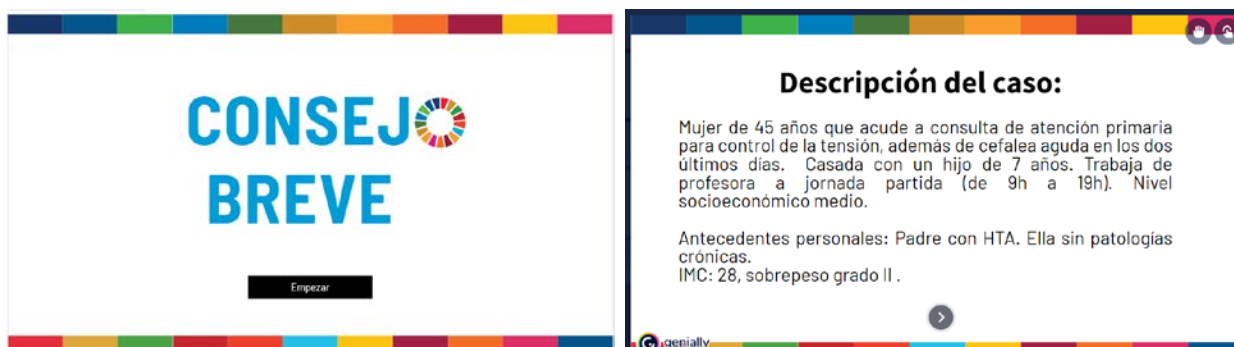 CONSEJO
BREVE
Empezar
Descripción del caso:
Mujer de 45 años que acude a consulta de atención primaria
para control de la tensión, además de cefalea aguda en los dos
últimos días. Casada con un hijo de 7 años. Trabaja de
profesora a jornada partida (de 9h a 19h). Nivel
socioeconómico medio.
Antecedentes personales: Padre con HTA. Ella sin patologías
crónicas.
IMC: 28, sobrepeso grado II .
genially